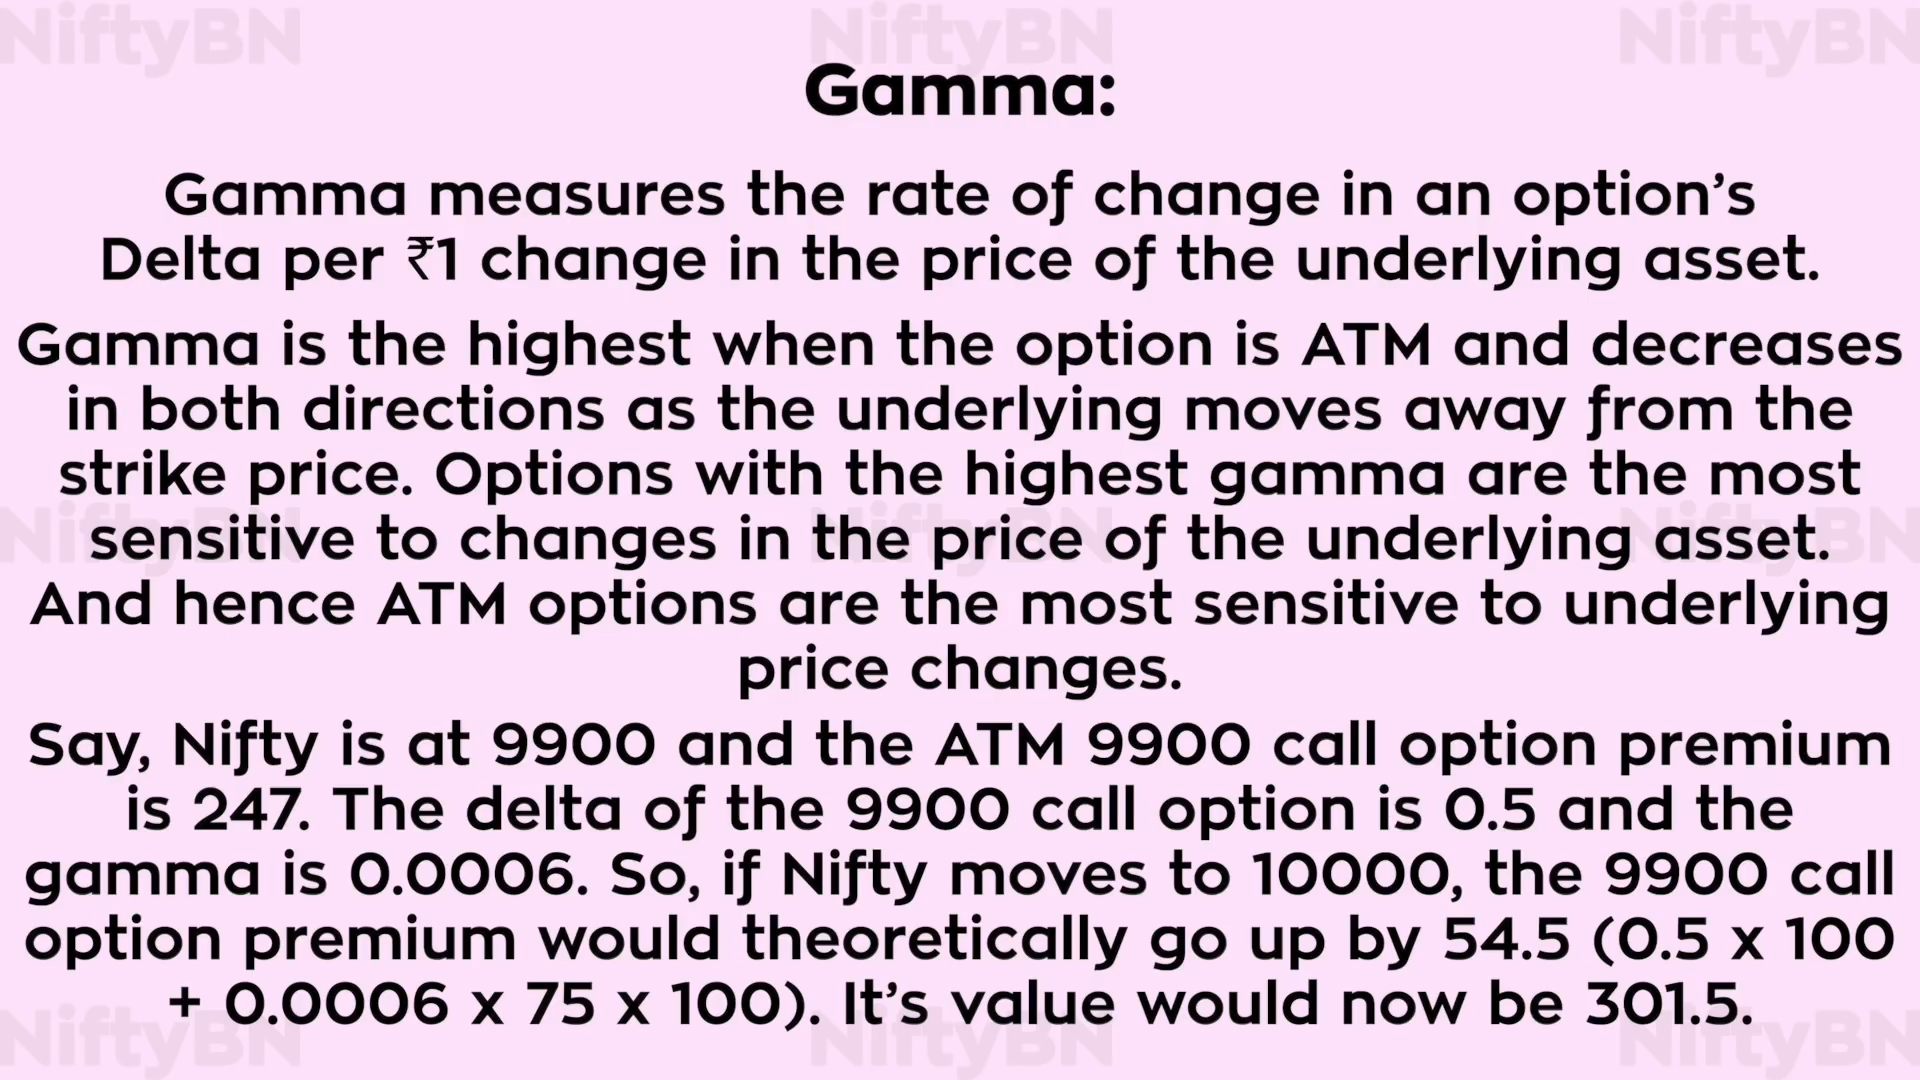 NiftyBN NiftyBN NiftyBN
Gamma:
Gamma measures the rate of change in an option’s
Delta per ₹1 change in the price of the underlying asset.
Gamma is the highest when the option is ATM and decreases
in both directions as the underlying moves away from the
strike price. Options with the highest gamma are the most
NiftyBN NiftyBN NiftyBN
sensitive to changes in the price of the underlying asset.
And hence ATM options are the most sensitive to underlying
price changes.
Say, Nifty is at 9900 and the ATM 9900 call option premium
is 247. The delta of the 9900 call option is 0.5 and the
gamma is 0.0006. So, if Nifty moves to 10000, the 9900 call
option premium would theoretically go up by 54.5 (0.5 x 100
+ 0.0006 x 75 x 100). It’s value would now be 301.5.
NiftyBN NiftyBN NiftyBN